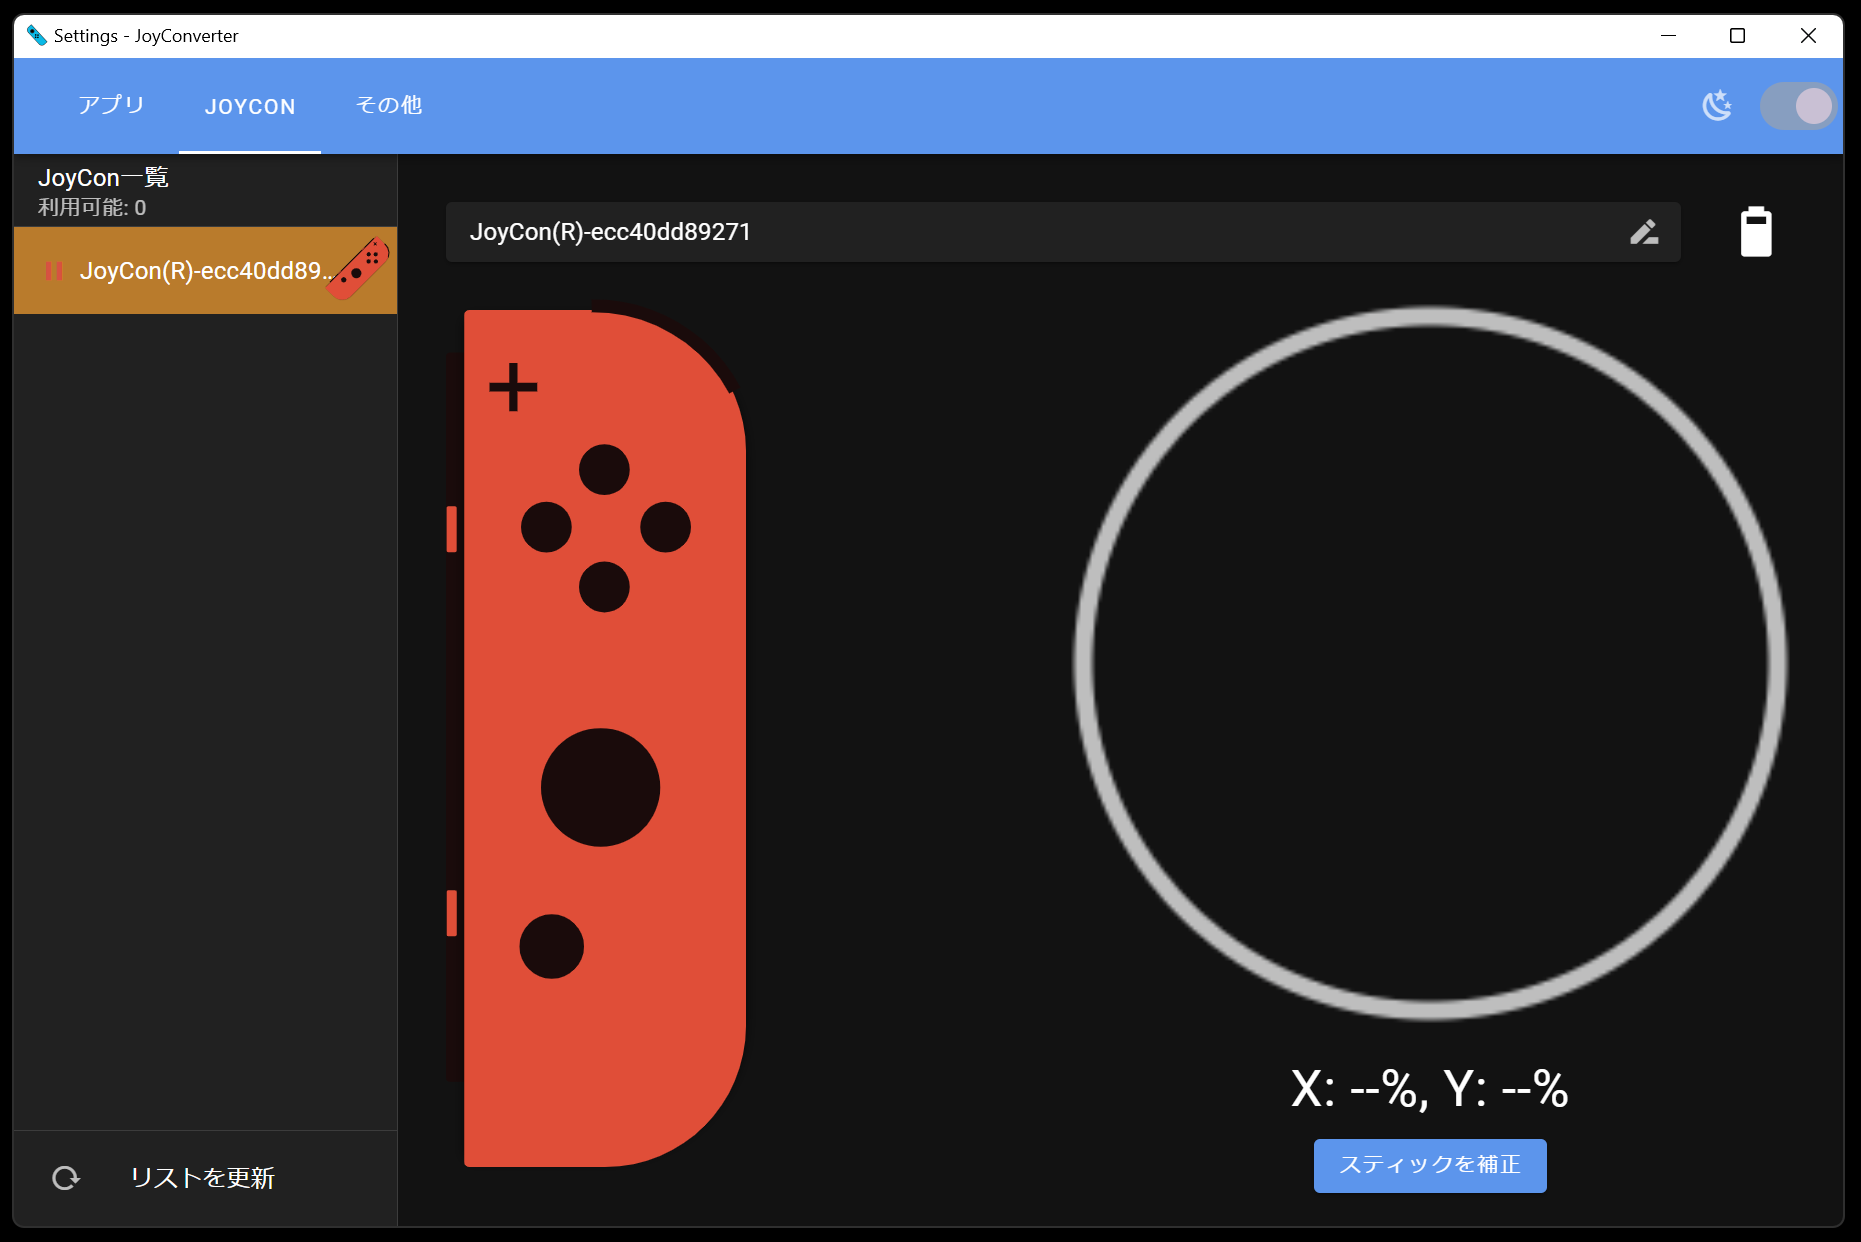 Settings - JoyConverter
アプリ
JOYCON
その他
JoyCon一覧
利用可能: 0
JoyCon(R)-ecc40dd89...
JoyCon(R)-ecc40dd89271
X: --%, Y: --%
スティックを補正
リストを更新